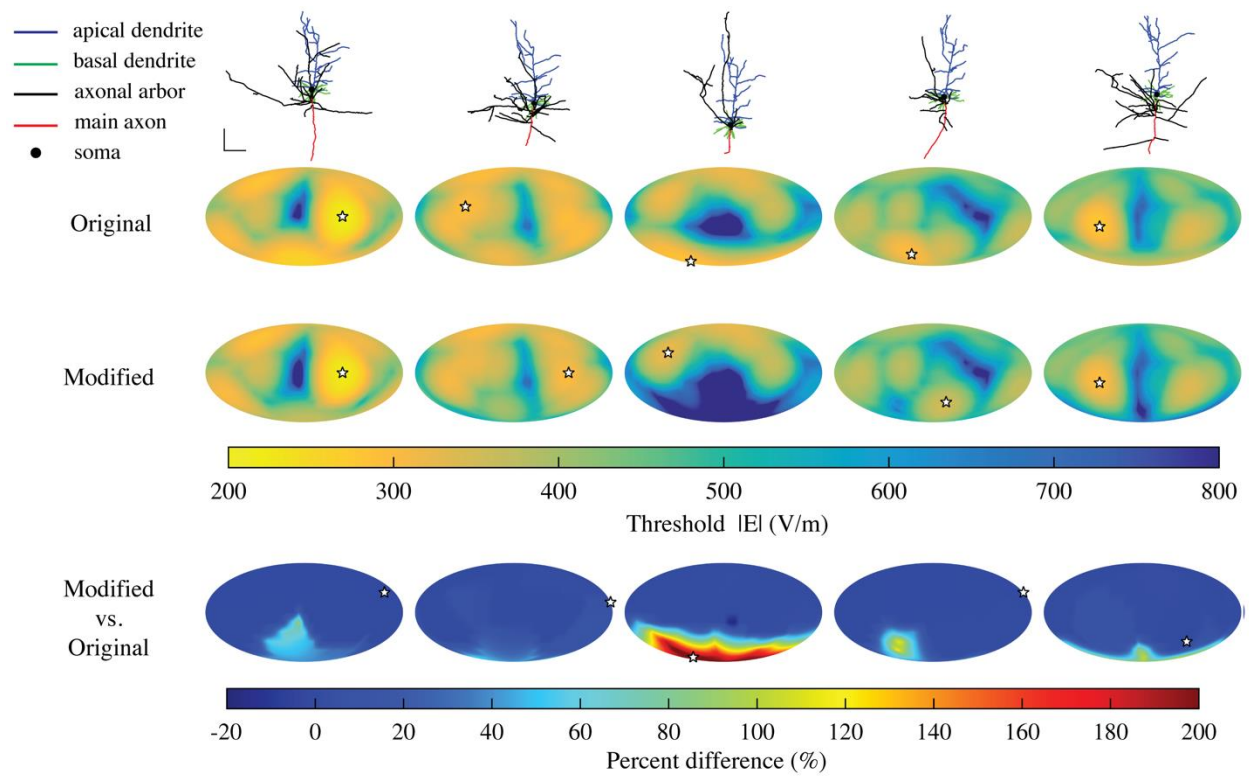 apical dendrite
basal dendrite
axonal arbor
main axon
soma
Original
Modified
200 300 400 500 600 700 800
Threshold |E| (V/m)
Modified
vs.
Original
-20 0 20 40 60 80 100 120 140 160 180 200
Percent difference (%)